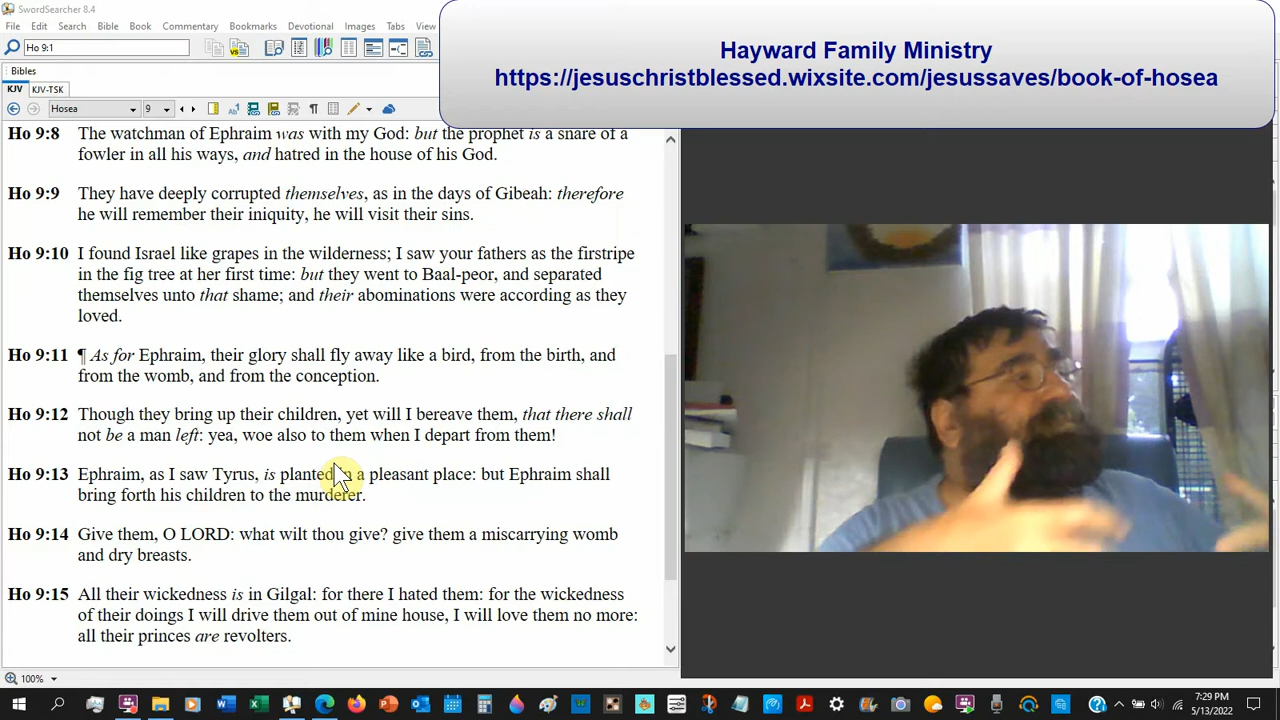 SwordSearcher 8.4
File Edit Search Bible Book Commentary Bookmarks Devotional Images Tabs View
Ho 9:1
Hayward Family Ministry
https://jesuschristblessed.wixsite.com/jesussaves/book-of-hosea
Bibles
KJV KJV-TSK
Hosea 9
Ho 9:8 The watchman of Ephraim was with my God: but the prophet is a snare of a
fowler in all his ways, and hatred in the house of his God.
Ho 9:9 They have deeply corrupted themselves, as in the days of Gibeah: therefore
he will remember their iniquity, he will visit their sins.
Ho 9:10 I found Israel like grapes in the wilderness; I saw your fathers as the firstripe
in the fig tree at her first time: but they went to Baal-peor, and separated
themselves unto that shame; and their abominations were according as they
loved.
Ho 9:11 ¶ As for Ephraim, their glory shall fly away like a bird, from the birth, and
from the womb, and from the conception.
Ho 9:12 Though they bring up their children, yet will I bereave them, that there shall
not be a man left: yea, woe also to them when I depart from them!
Ho 9:13 Ephraim, as I saw Tyrus, is planted in a pleasant place: but Ephraim shall
bring forth his children to the murderer.
Ho 9:14 Give them, O LORD: what wilt thou give? give them a miscarrying womb
and dry breasts.
Ho 9:15 All their wickedness is in Gilgal: for there I hated them: for the wickedness
of their doings I will drive them out of mine house, I will love them no more:
all their princes are revolters.
100%
7:29 PM
5/13/2022